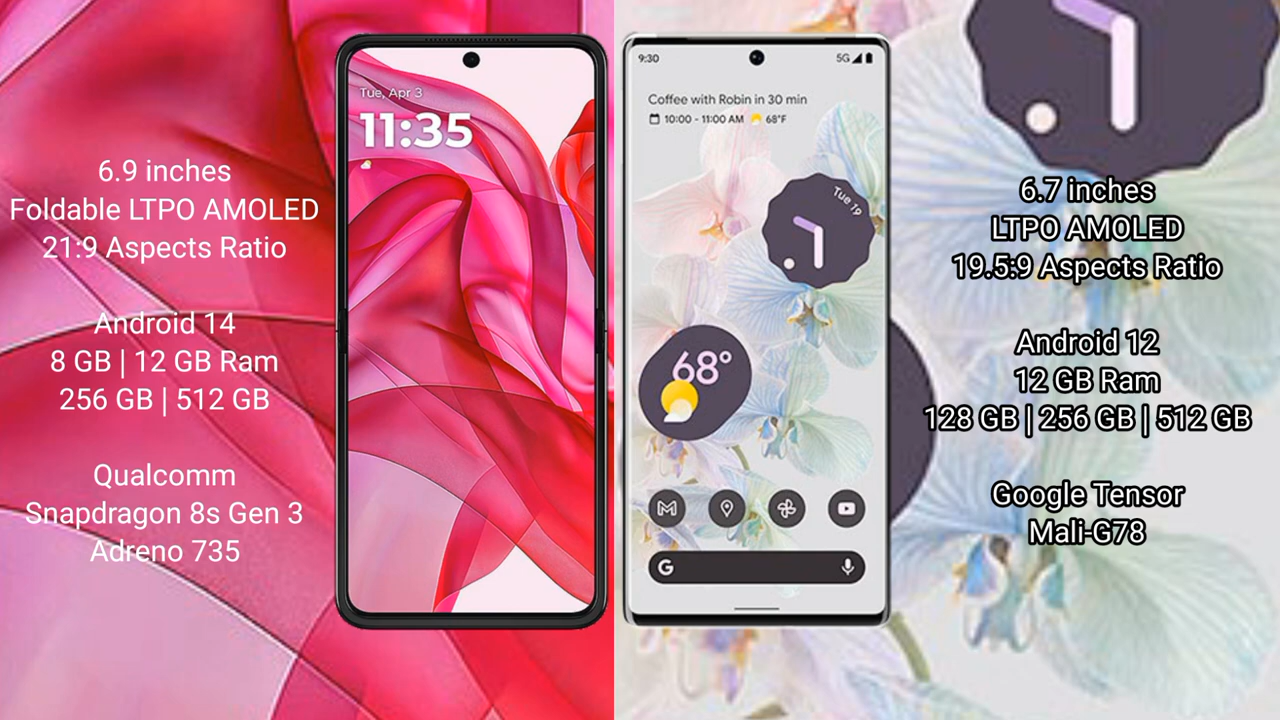 6.9 inches
Foldable LTPO AMOLED
21:9 Aspects Ratio
Android 14
8 GB | 12 GB Ram
256 GB | 512 GB
Qualcomm
Snapdragon 8s Gen 3
Adreno 735
Tue, Apr 3
11:35
9:30
5G
Coffee with Robin in 30 min
10:00 - 11:00 AM 68°F
Tue 19
68°
G
6.7 inches
LTPO AMOLED
19.5:9 Aspects Ratio
Android 12
12 GB Ram
128 GB | 256 GB | 512 GB
Google Tensor
Mali-G78